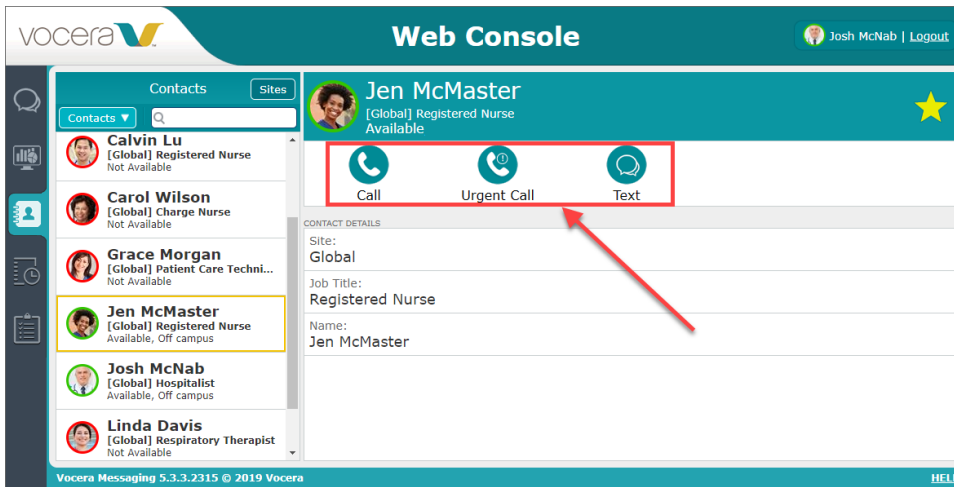 vocera
Web Console
Josh McNab | Logout
Contacts
Sites
Contacts ▼
Calvin Lu
[Global] Registered Nurse
Not Available
Carol Wilson
[Global] Charge Nurse
Not Available
Grace Morgan
[Global] Patient Care Techni...
Not Available
Jen McMaster
[Global] Registered Nurse
Available, Off campus
Josh McNab
[Global] Hospitalist
Available, Off campus
Linda Davis
[Global] Respiratory Therapist
Not Available
Jen McMaster
[Global] Registered Nurse
Available
Call
Urgent Call
Text
CONTACT DETAILS
Site:
Global
Job Title:
Registered Nurse
Name:
Jen McMaster
Vocera Messaging 5.3.3.2315 © 2019 Vocera
HEL